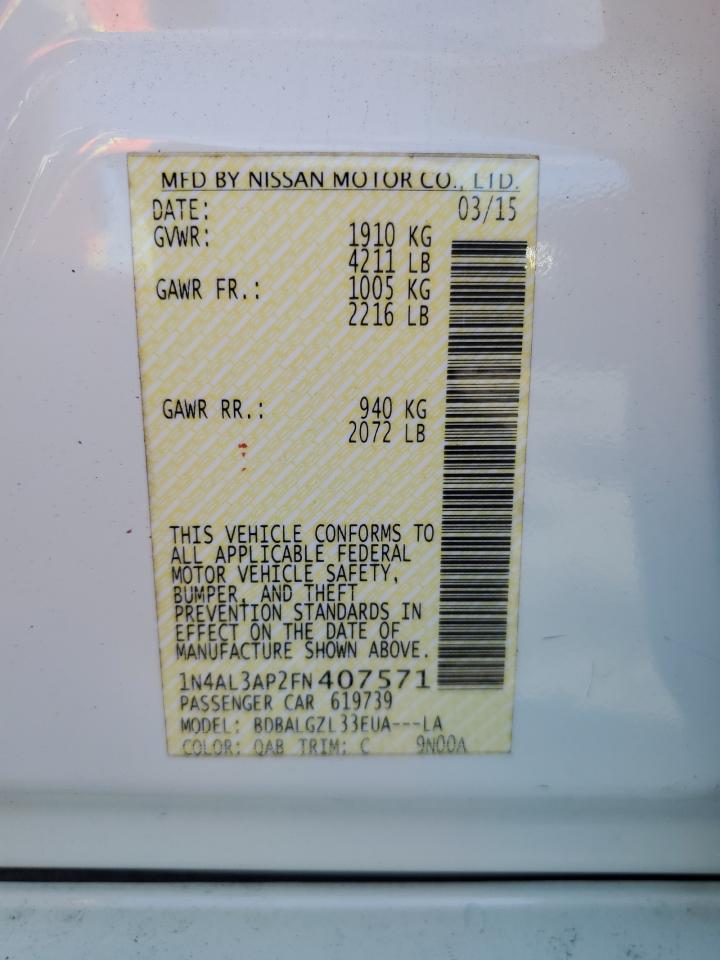 MFD BY NISSAN MOTOR CO., LTD.
DATE: 03/15
GVWR: 1910 KG
4211 LB
GAWR FR.: 1005 KG
2216 LB
GAWR RR.: 940 KG
2072 LB
THIS VEHICLE CONFORMS TO
ALL APPLICABLE FEDERAL
MOTOR VEHICLE SAFETY,
BUMPER, AND THEFT
PREVENTION STANDARDS IN
EFFECT ON THE DATE OF
MANUFACTURE SHOWN ABOVE.
1N4AL3AP2FN407571
PASSENGER CAR 619739
MODEL: BDBALGZL33EUA---LA
COLOR: QAB TRIM: C 9N00A